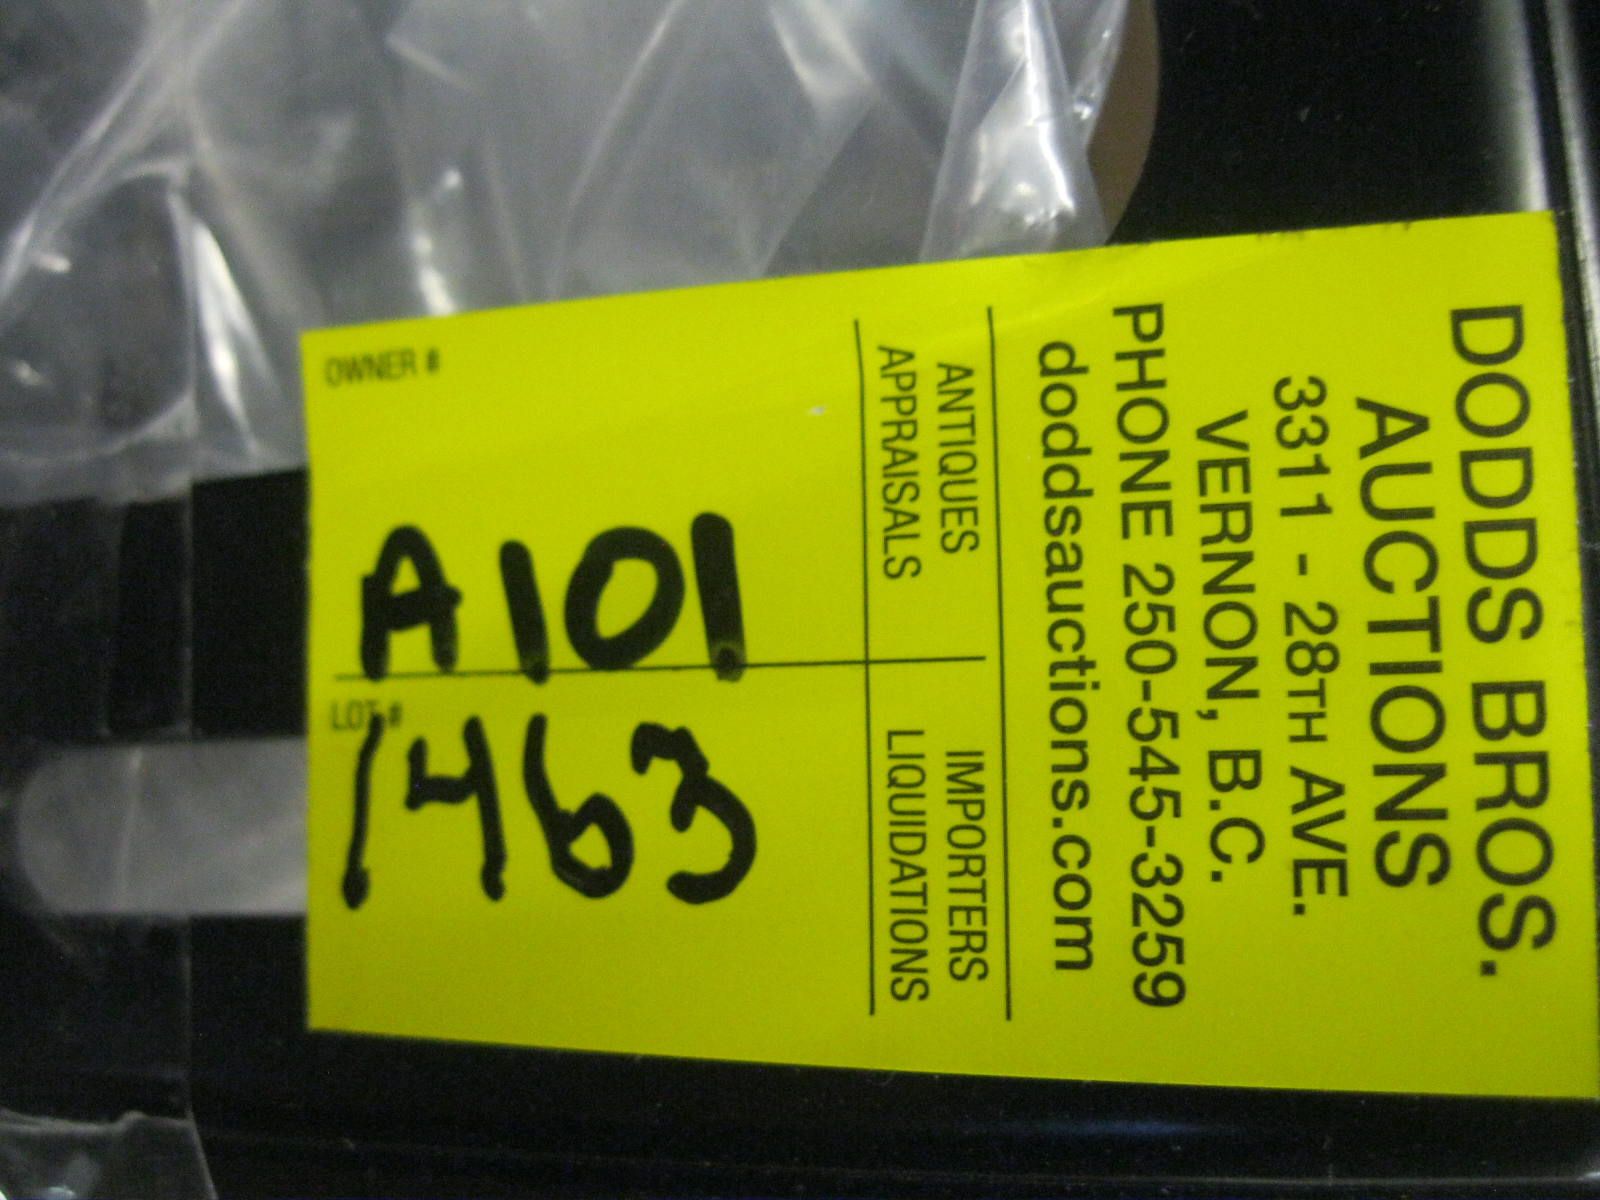 DODDS BROS.
AUCTIONS
3311 - 28TH AVE.
VERNON, B.C.
PHONE 250-545-3259
doddsauctions.com
ANTIQUES
APPRAISALS
IMPORTERS
LIQUIDATIONS
OWNER #
A101
LOT #
1463